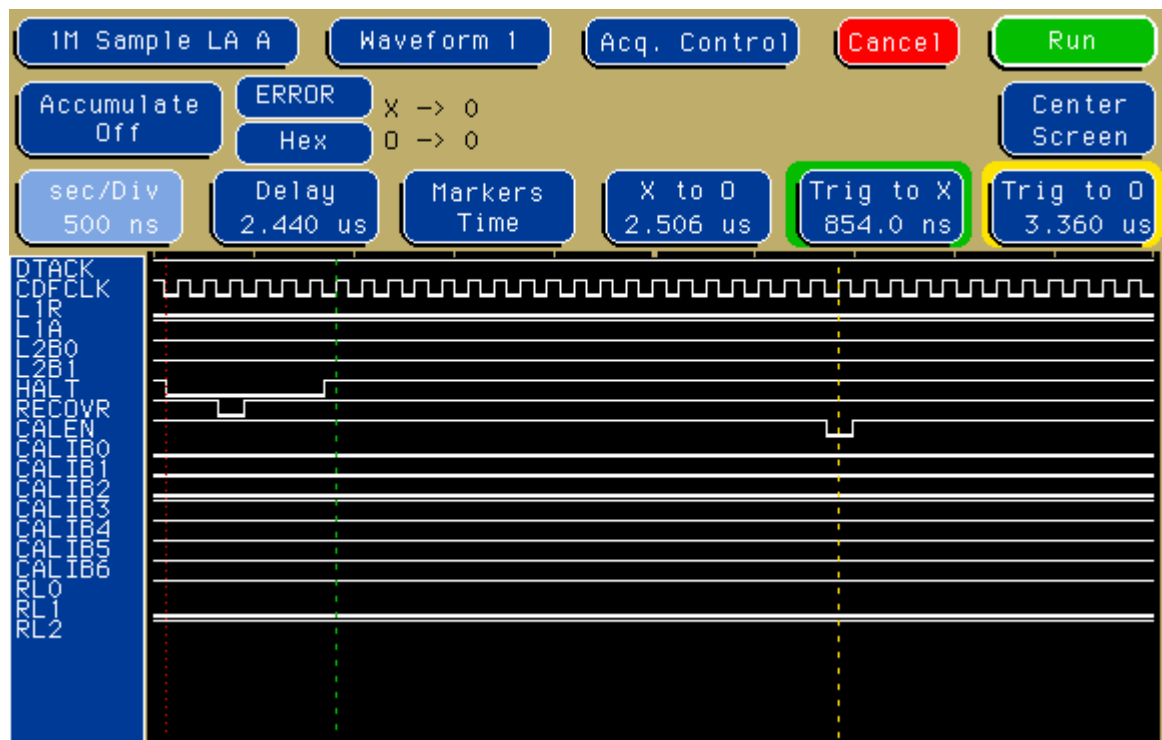 1M Sample LA A Waveform 1 Acq. Control Cancel Run
Accumulate Off ERROR X -> 0 Center Screen
Hex O -> 0
sec/Div 500 ns Delay 2.440 us Markers Time X to O 2.506 us Trig to X 854.0 ns Trig to O 3.360 us
DTACK
CDFCLK
L1R
L1A
L2B0
L2B1
HALT
RECOVR
CALEN
CALIB0
CALIB1
CALIB2
CALIB3
CALIB4
CALIB5
CALIB6
RL0
RL1
RL2